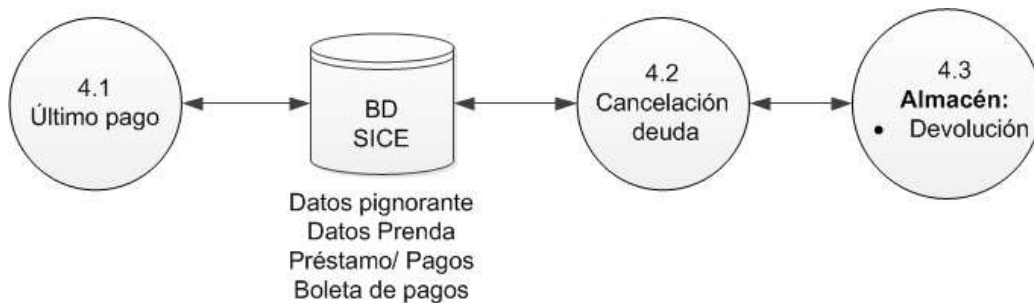 4.1
Último pago
BD
SICE
Datos pignorante
Datos Prenda
Préstamo/ Pagos
Boleta de pagos
4.2
Cancelación
deuda
4.3
Almacén:
• Devolución